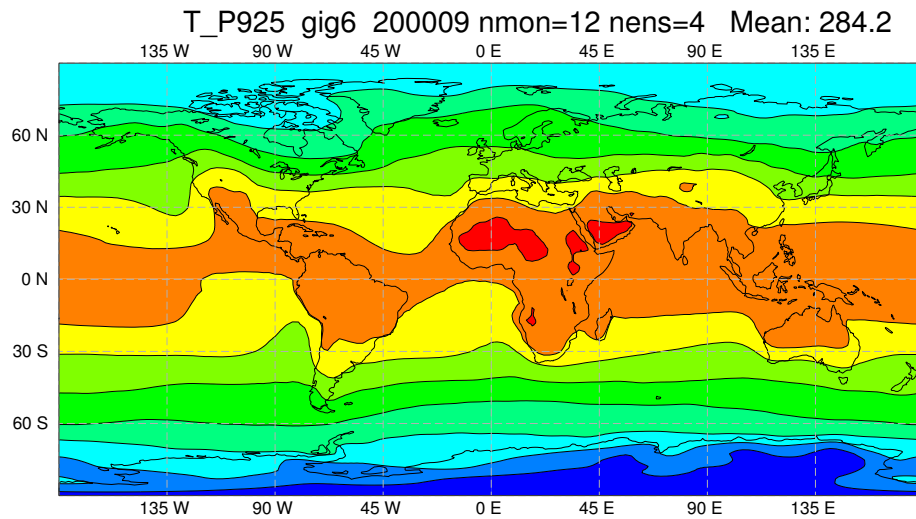 T_P925 gig6 200009 nmon=12 nens=4 Mean: 284.2
135 W 90 W 45 W 0 E 45 E 90 E 135 E
60 N
30 N
0 N
30 S
60 S
135 W 90 W 45 W 0 E 45 E 90 E 135 E